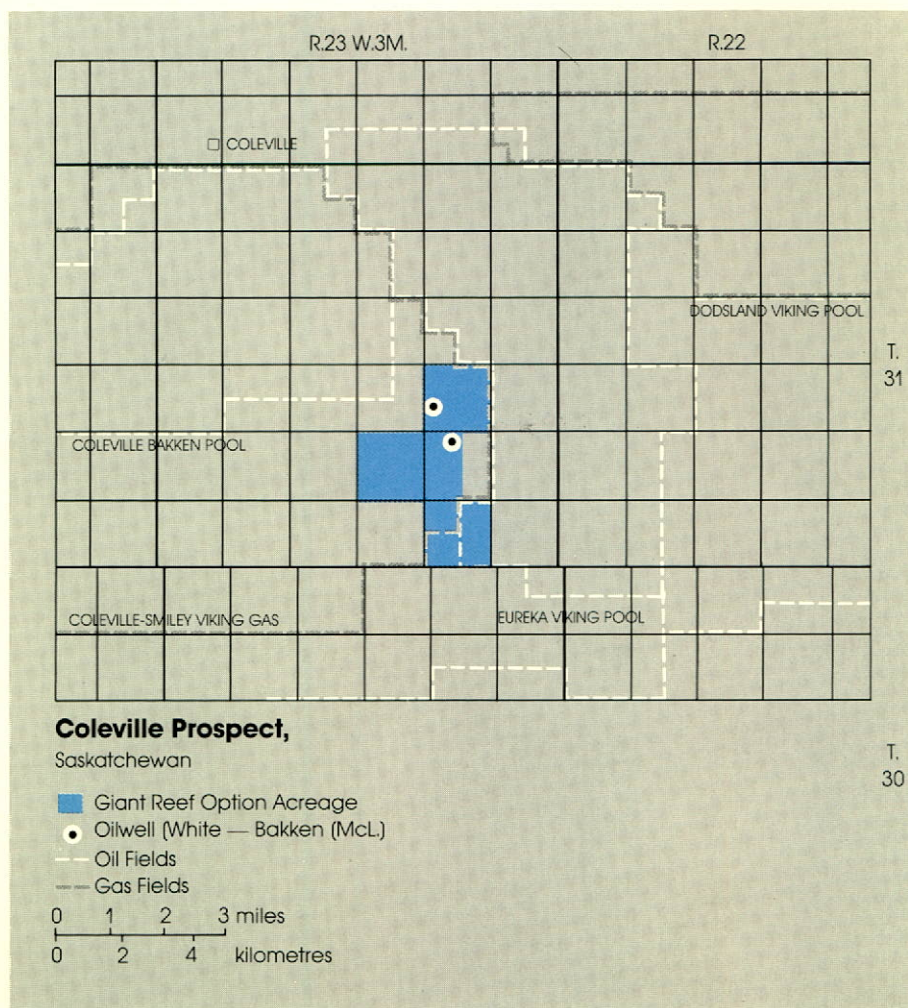 R.23 W.3M. R.22
COLEVILLE
DODSLAND VIKING POOL
T.
31
COLEVILLE BAKKEN POOL
COLEVILLE-SMILEY VIKING GAS
EUREKA VIKING POOL
Coleville Prospect,
Saskatchewan
T.
30
Giant Reef Option Acreage
Oilwell (White — Bakken (McL.)
Oil Fields
Gas Fields
0 1 2 3 miles
0 2 4 kilometres